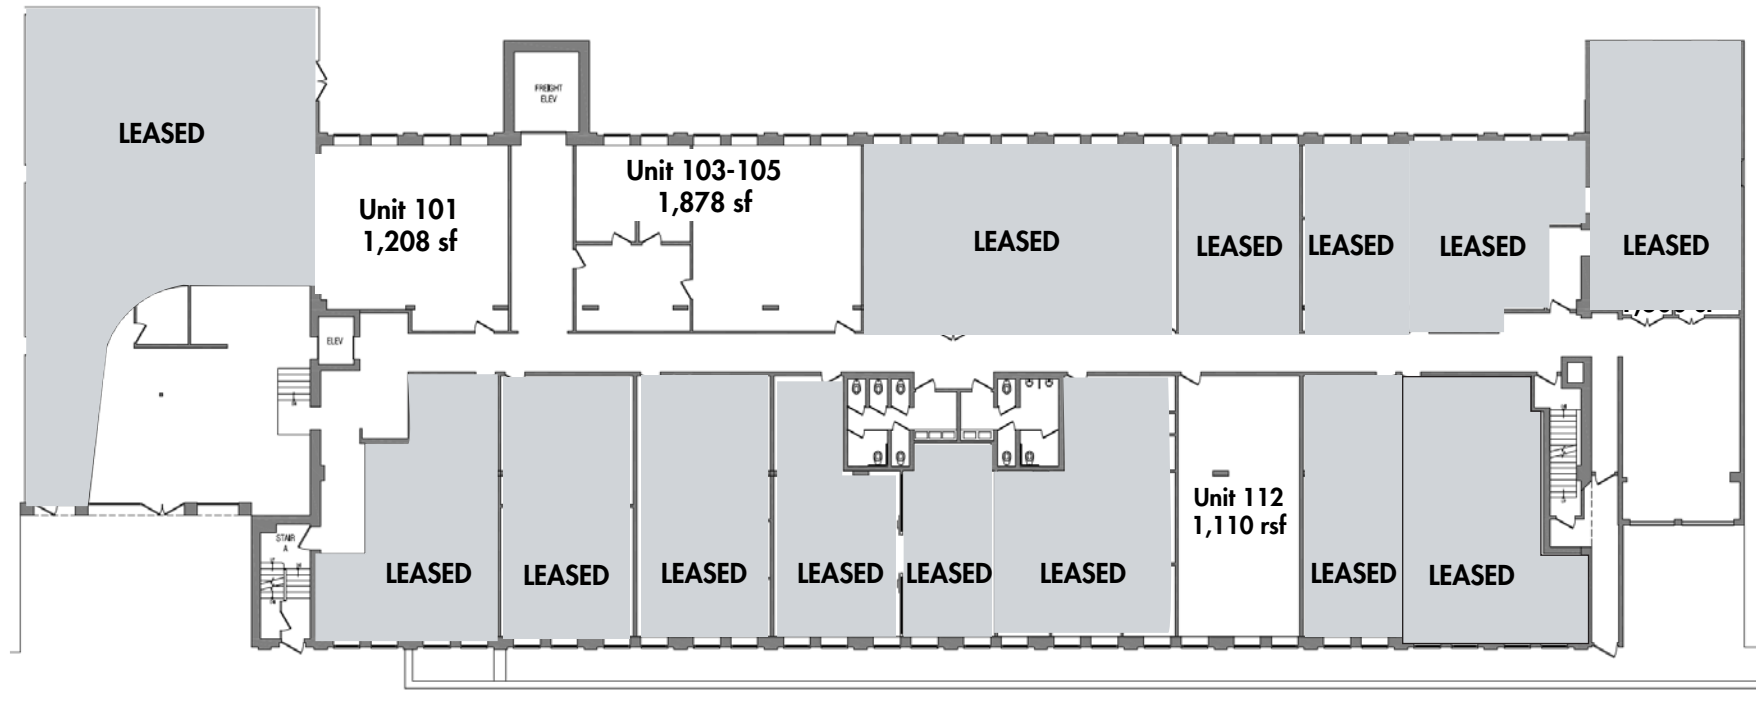 FREIGHT
ELEV
LEASED
Unit 103-105
1,878 sf
Unit 101
1,208 sf
LEASED
LEASED
LEASED
LEASED
LEASED
ELEV
Unit 112
1,110 rsf
STAIR
A
LEASED
LEASED
LEASED
LEASED
LEASED
LEASED
LEASED
LEASED